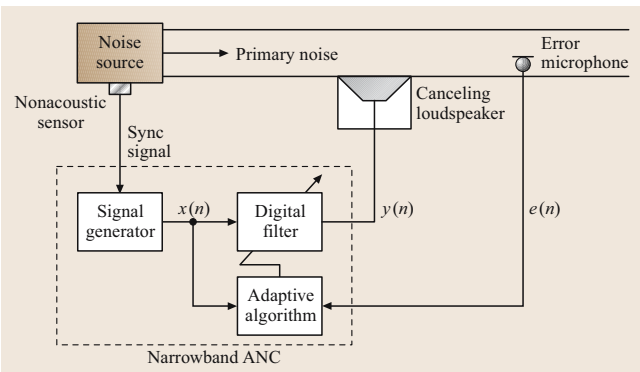 Noise
source
Primary noise
Error
microphone
Nonacoustic
sensor
Canceling
loudspeaker
Sync
signal
Signal
generator
x(n)
Digital
filter
y(n)
e(n)
Adaptive
algorithm
Narrowband ANC